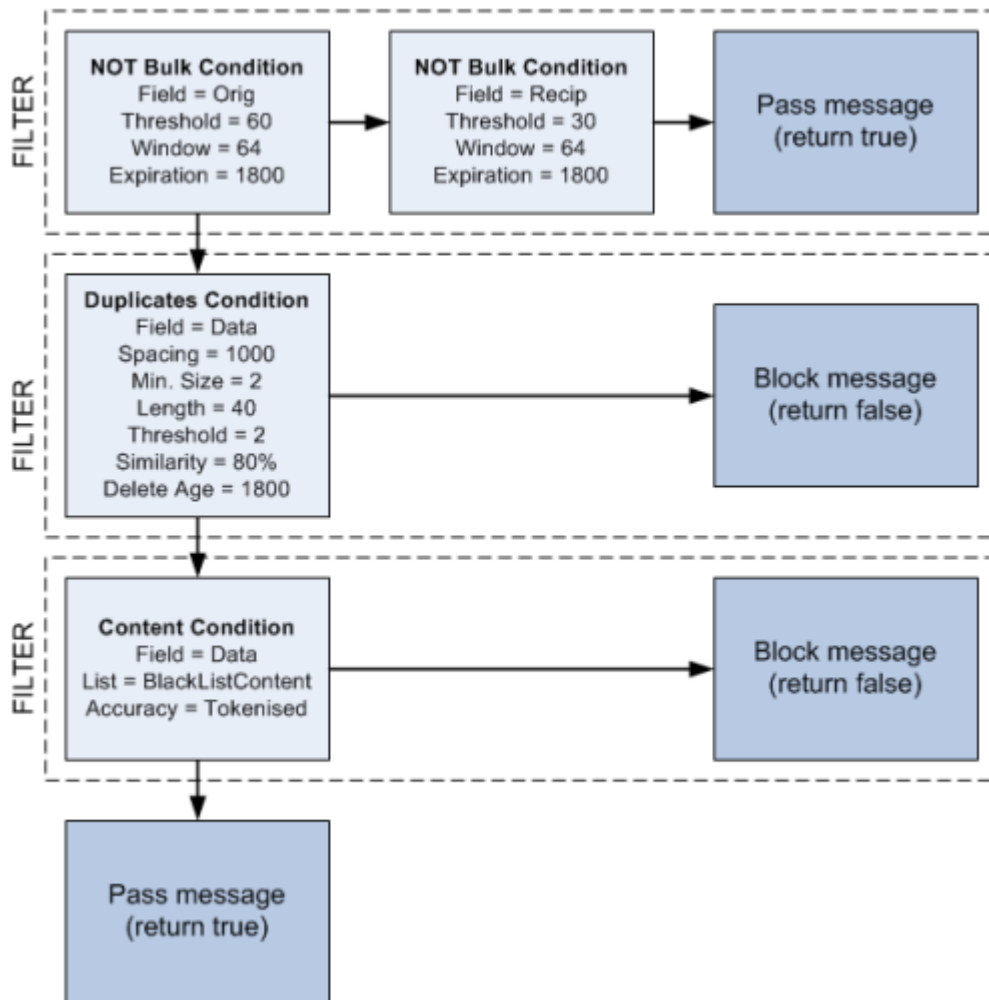 FILTER
NOT Bulk Condition
Field = Orig
Threshold = 60
Window = 64
Expiration = 1800
NOT Bulk Condition
Field = Recip
Threshold = 30
Window = 64
Expiration = 1800
Pass message
(return true)
FILTER
Duplicates Condition
Field = Data
Spacing = 1000
Min. Size = 2
Length = 40
Threshold = 2
Similarity = 80%
Delete Age = 1800
Block message
(return false)
FILTER
Content Condition
Field = Data
List = BlackListContent
Accuracy = Tokenised
Block message
(return false)
Pass message
(return true)